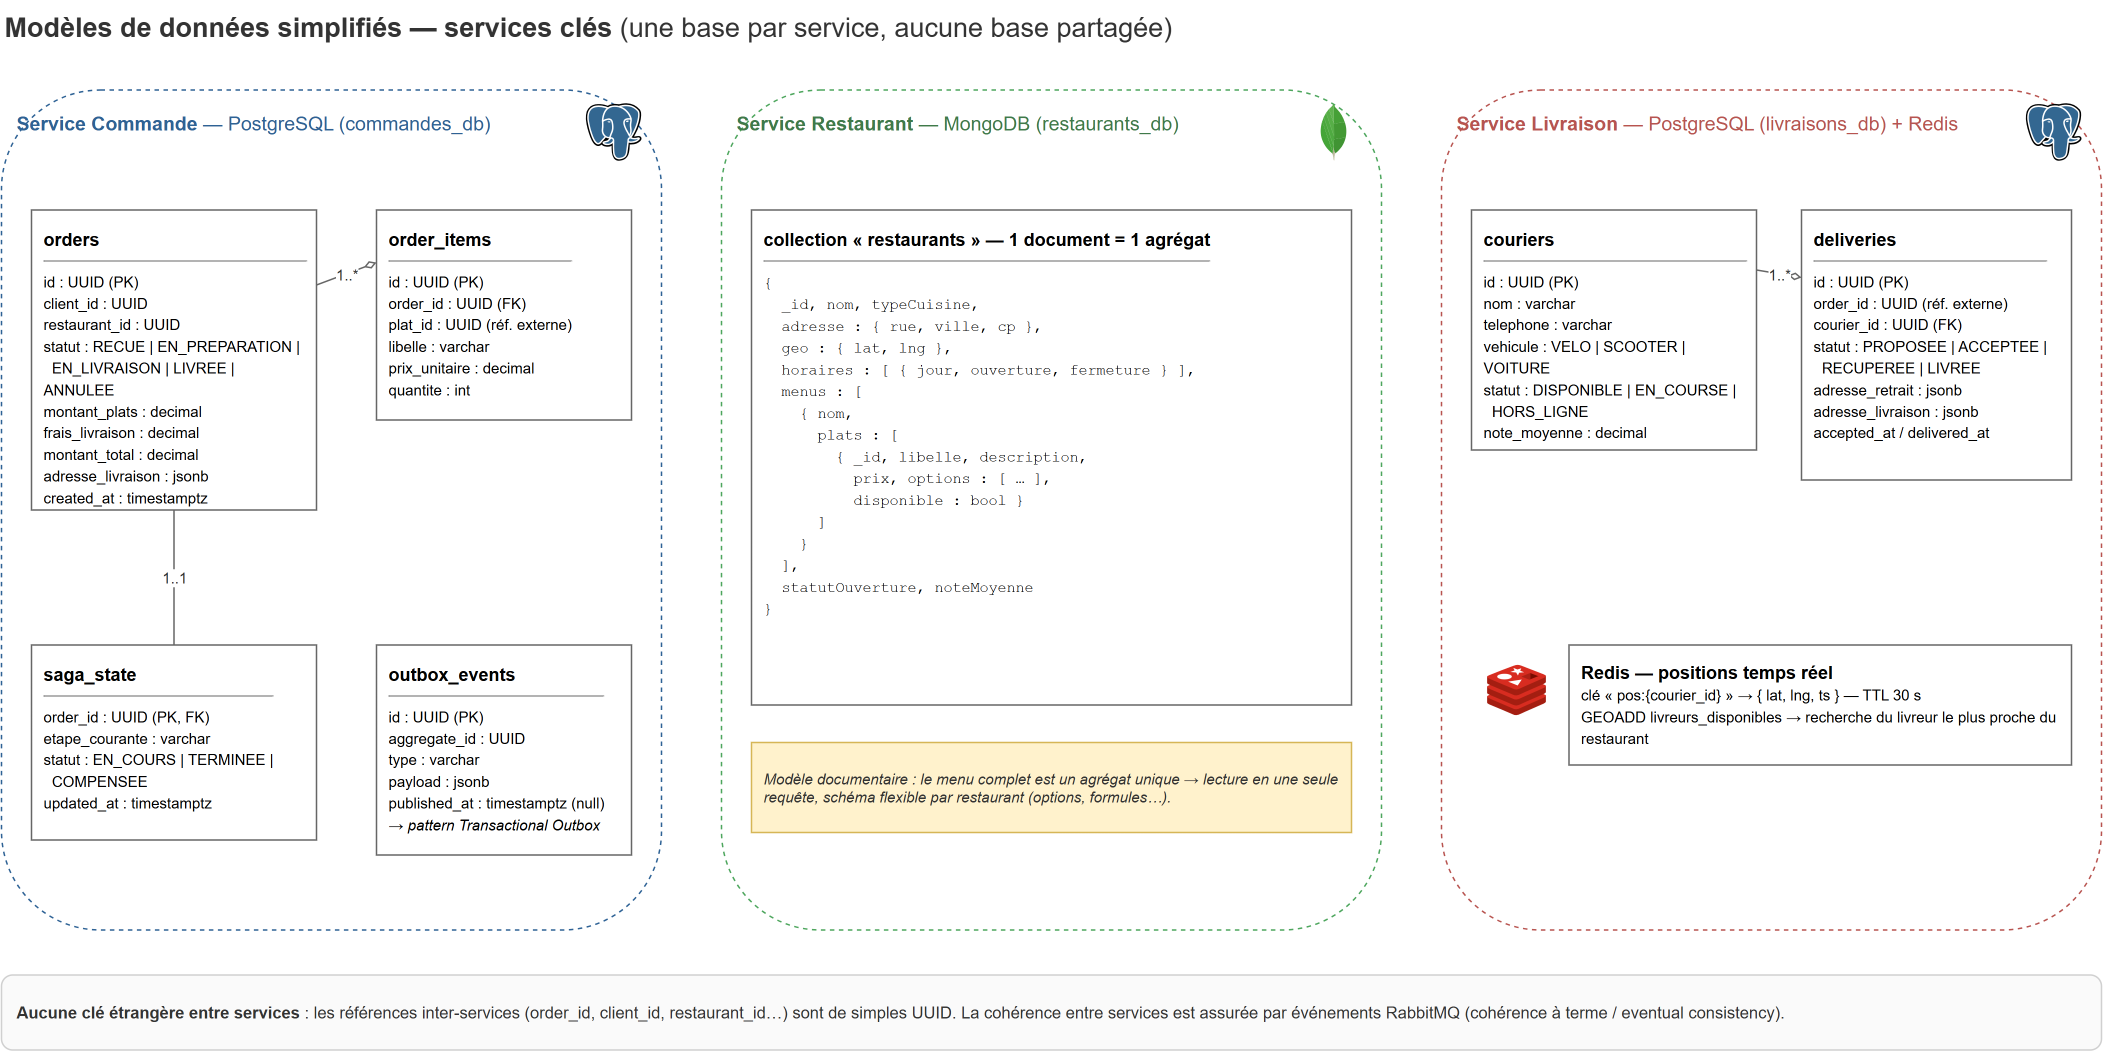 Modèles de données simplifiés — services clés (une base par service, aucune base partagée)
Service Commande — PostgreSQL (commandes_db)
orders
id : UUID (PK)
client_id : UUID
restaurant_id : UUID
statut : RECUE | EN_PREPARATION |
EN_LIVRAISON | LIVREE |
ANNULEE
montant_plats : decimal
frais_livraison : decimal
montant_total : decimal
adresse_livraison : jsonb
created_at : timestamptz
1..*
order_items
id : UUID (PK)
order_id : UUID (FK)
plat_id : UUID (réf. externe)
libelle : varchar
prix_unitaire : decimal
quantite : int
1..1
saga_state
order_id : UUID (PK, FK)
etape_courante : varchar
statut : EN_COURS | TERMINEE |
COMPENSEE
updated_at : timestamptz
outbox_events
id : UUID (PK)
aggregate_id : UUID
type : varchar
payload : jsonb
published_at : timestamptz (null)
→ pattern Transactional Outbox
Service Restaurant — MongoDB (restaurants_db)
collection « restaurants » — 1 document = 1 agrégat
{
_id, nom, typeCuisine,
adresse : { rue, ville, cp },
geo : { lat, lng },
horaires : [ { jour, ouverture, fermeture } ],
menus : [
{ nom,
plats : [
{ _id, libelle, description,
prix, options : [ … ],
disponible : bool }
]
}
],
statutOuverture, noteMoyenne
}
Modèle documentaire : le menu complet est un agrégat unique → lecture en une seule
requête, schéma flexible par restaurant (options, formules…).
Service Livraison — PostgreSQL (livraisons_db) + Redis
couriers
id : UUID (PK)
nom : varchar
telephone : varchar
vehicule : VELO | SCOOTER |
VOITURE
statut : DISPONIBLE | EN_COURSE |
HORS_LIGNE
note_moyenne : decimal
1..*
deliveries
id : UUID (PK)
order_id : UUID (réf. externe)
courier_id : UUID (FK)
statut : PROPOSEE | ACCEPTEE |
RECUPEREE | LIVREE
adresse_retrait : jsonb
adresse_livraison : jsonb
accepted_at / delivered_at
Redis — positions temps réel
clé « pos:{courier_id} » → { lat, lng, ts } — TTL 30 s
GEOADD livreurs_disponibles → recherche du livreur le plus proche du
restaurant
Aucune clé étrangère entre services : les références inter-services (order_id, client_id, restaurant_id…) sont de simples UUID. La cohérence entre services est assurée par événements RabbitMQ (cohérence à terme / eventual consistency).